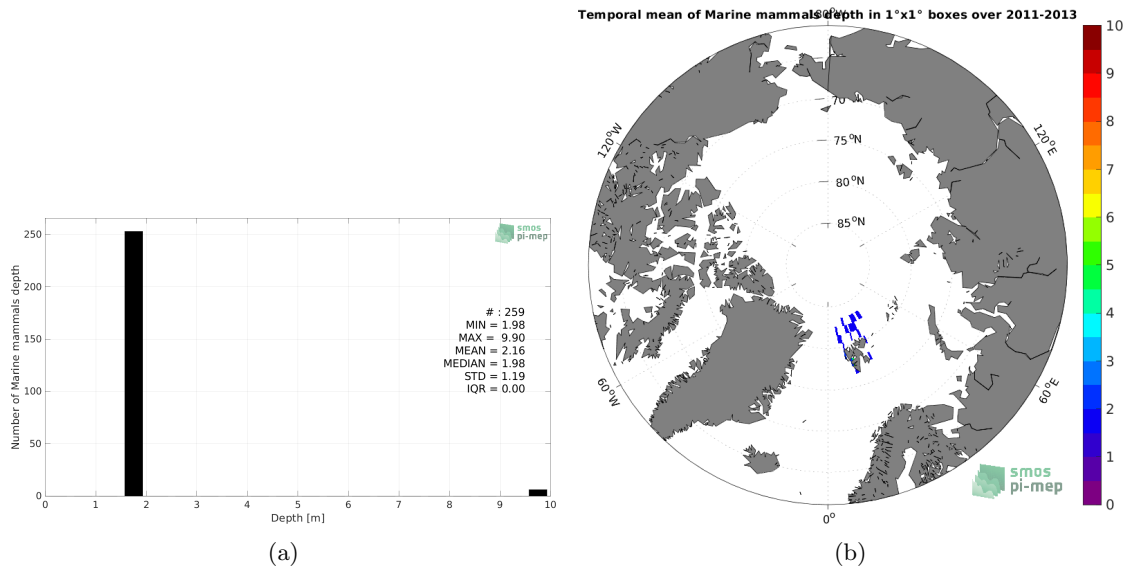 Number of Marine mammals depth
250
200
150
100
50
0
0 1 2 3 4 5 6 7 8 9 10
Depth [m]
smos
pi-mep
# : 259
MIN = 1.98
MAX = 9.90
MEAN = 2.16
MEDIAN = 1.98
STD = 1.19
IQR = 0.00
(a)
Temporal mean of Marine mammals depth in 1°x1° boxes over 2011-2013
180°W
120°W
120°E
70°N
75°N
80°N
85°N
60°W
60°E
0°
smos
pi-mep
10
9
8
7
6
5
4
3
2
1
0
(b)